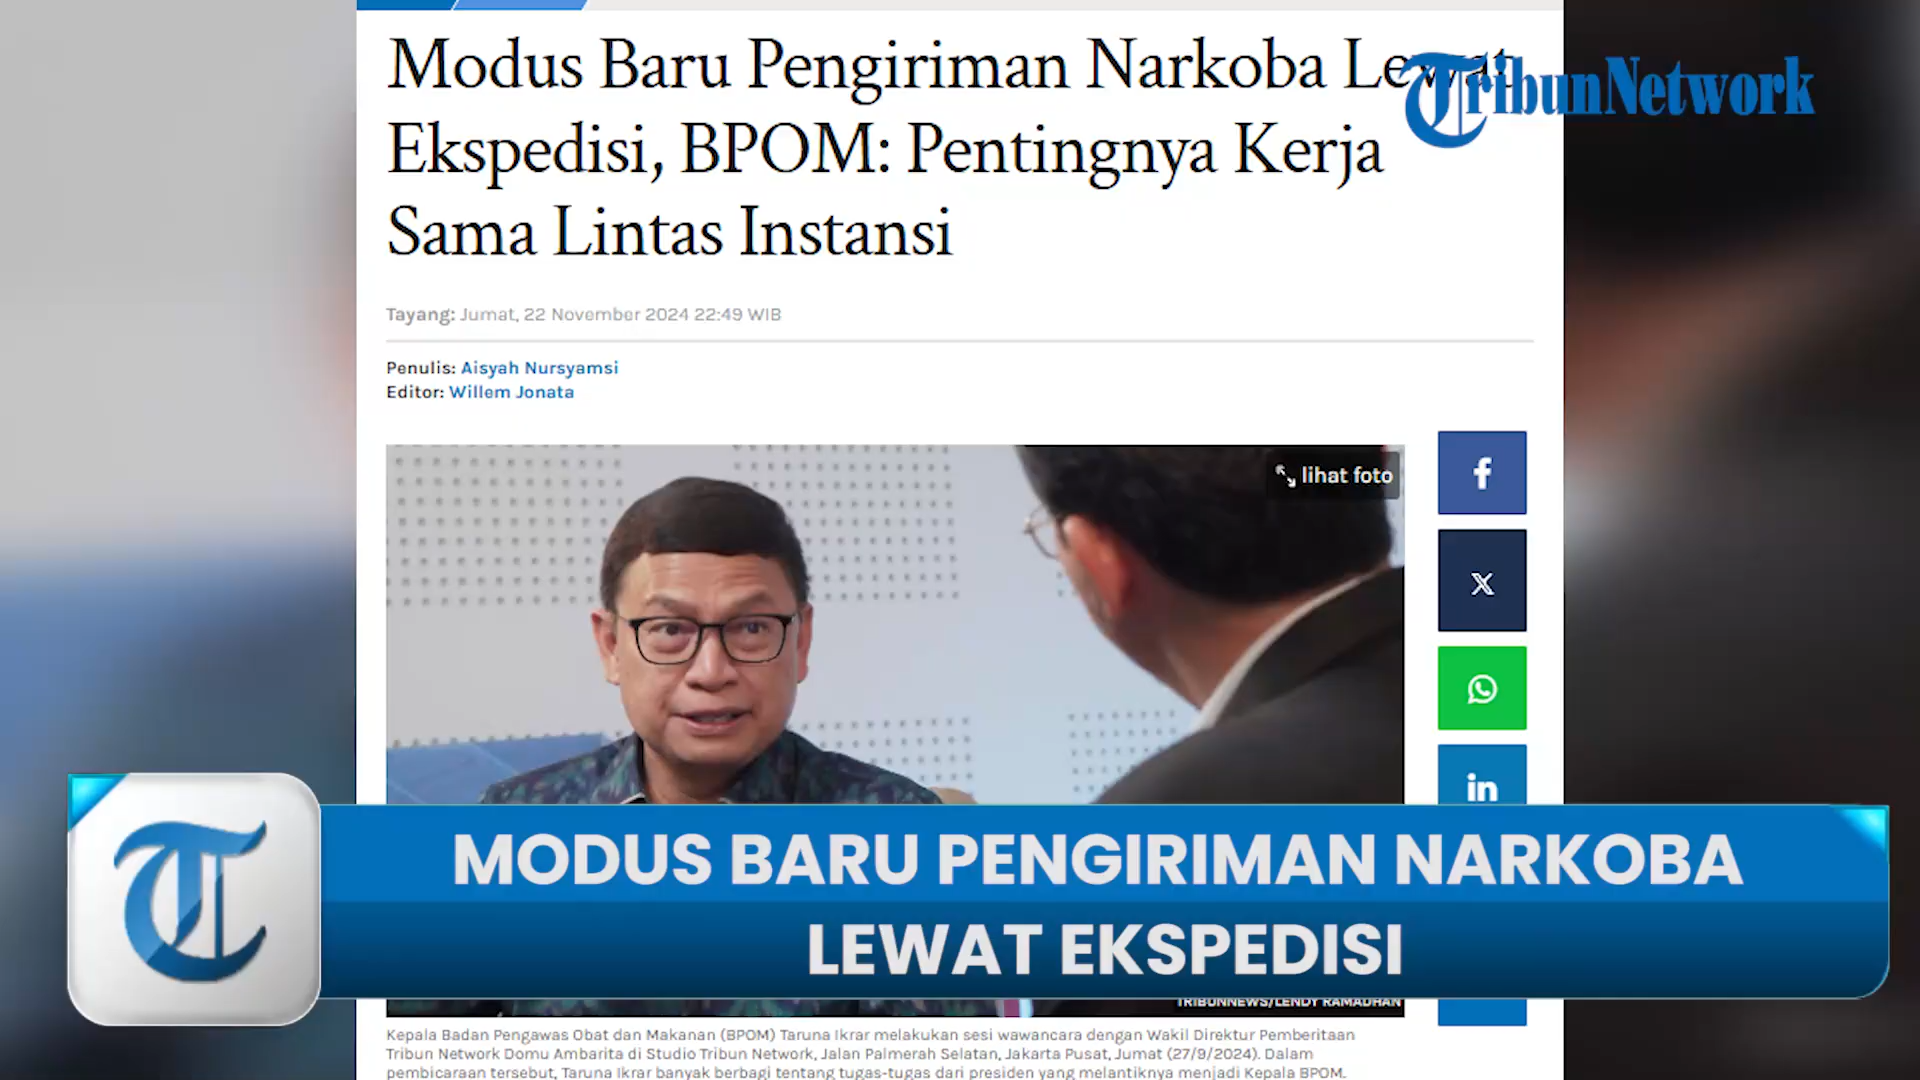 Modus Baru Pengiriman Narkoba Lewat
Ekspedisi, BPOM: Pentingnya Kerja
Sama Lintas Instansi
TribunNetwork
Tayang: Jumat, 22 November 2024 22:49 WIB
Penulis: Aisyah Nursyamsi
Editor: Willem Jonata
lihat foto
f
X
in
T
MODUS BARU PENGIRIMAN NARKOBA
LEWAT EKSPEDISI
TRIBUNNEWS/LENDY RAMADHAN
Kepala Badan Pengawas Obat dan Makanan (BPOM) Taruna Ikrar melakukan sesi wawancara dengan Wakil Direktur Pemberitaan
Tribun Network Domu Ambarita di Studio Tribun Network, Jalan Palmerah Selatan, Jakarta Pusat, Jumat (27/9/2024). Dalam
pembicaraan tersebut, Taruna Ikrar banyak berbagi tentang tugas-tugas dari presiden yang melantiknya menjadi Kepala BPOM.